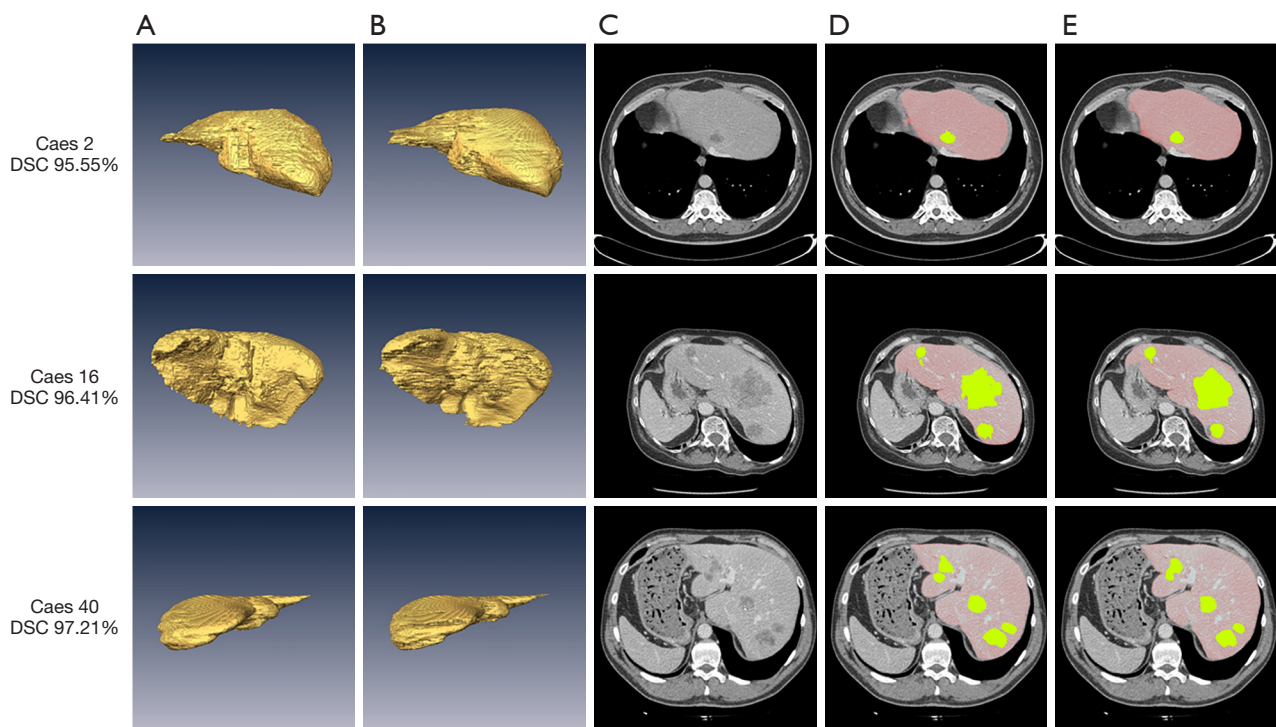 A B C D E
Caes 2
DSC 95.55%
Caes 16
DSC 96.41%
Caes 40
DSC 97.21%